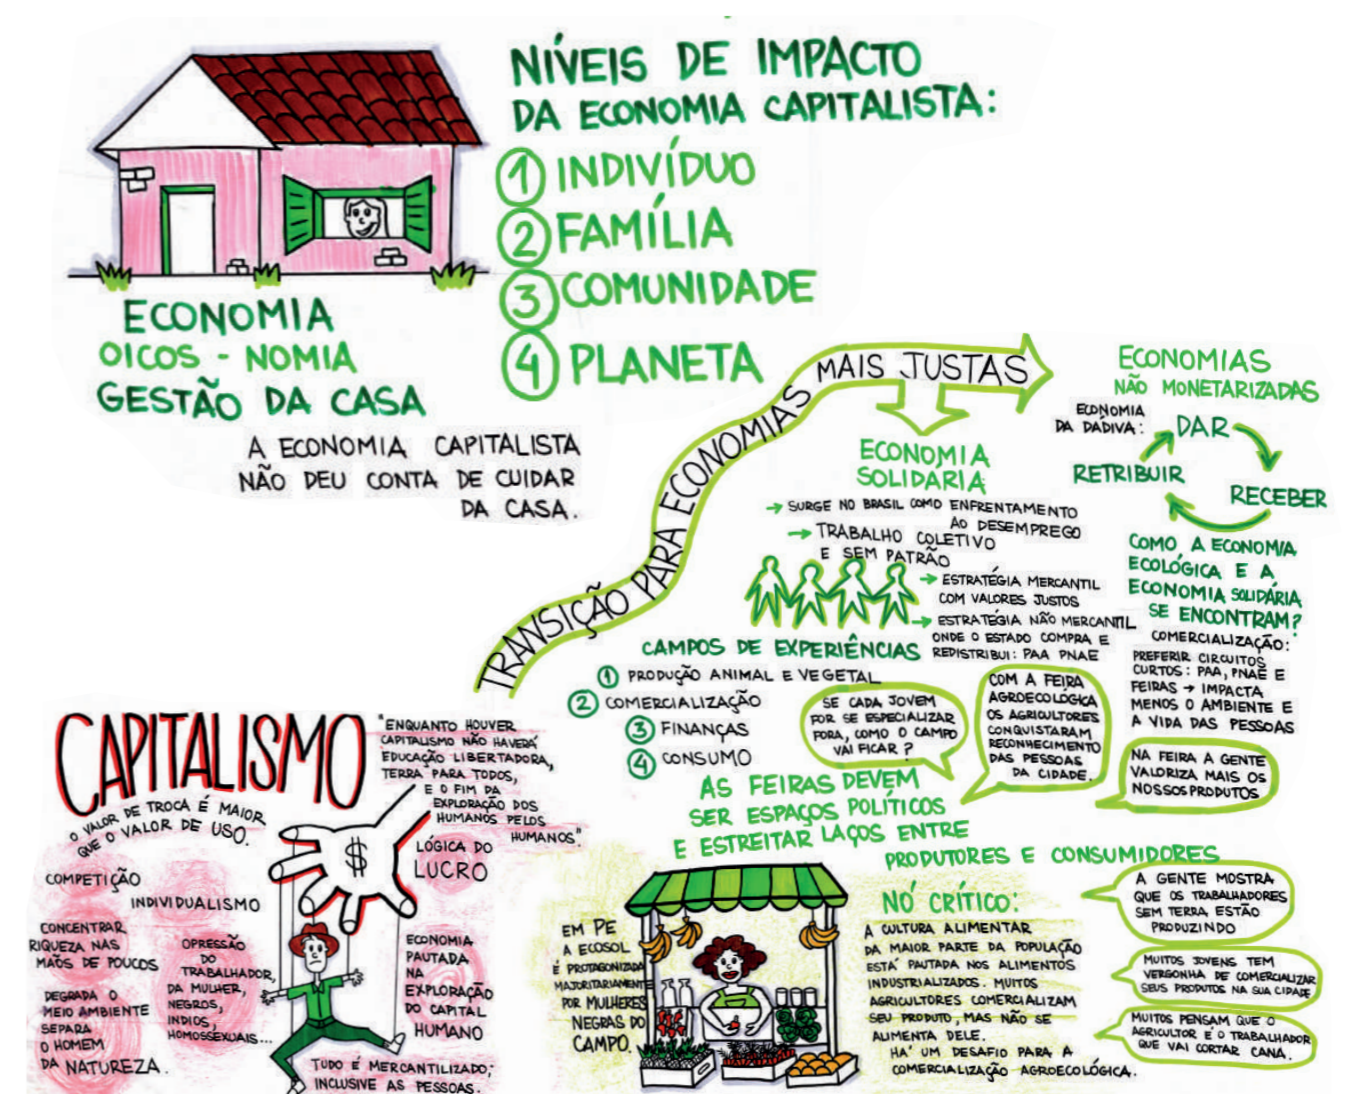 NÍVEIS DE IMPACTO
DA ECONOMIA CAPITALISTA:
1 INDIVÍDUO
2 FAMÍLIA
3 COMUNIDADE
4 PLANETA
ECONOMIA
OICOS - NOMIA
GESTÃO DA CASA
A ECONOMIA CAPITALISTA
NÃO DEU CONTA DE CUIDAR
DA CASA.
TRANSIÇÃO PARA ECONOMIAS MAIS JUSTAS
ECONOMIAS
NÃO MONETARIZADAS
ECONOMIA
DA DÁDIVA:
DAR
RECEBER
RETRIBUIR
ECONOMIA
SOLIDÁRIA
→ SURGE NO BRASIL COMO ENFRENTAMENTO
AO DESEMPREGO
→ TRABALHO COLETIVO
E SEM PATRÃO
→ ESTRATÉGIA MERCANTIL
COM VALORES JUSTOS
→ ESTRATÉGIA NÃO MERCANTIL
ONDE O ESTADO COMPRA E
REDISTRIBUI: PAA PNAE
COMO A ECONOMIA
ECOLÓGICA E A
ECONOMIA SOLIDÁRIA
SE ENCONTRAM?
COMERCIALIZAÇÃO:
PREFERIR CIRCUITOS
CURTOS: PAA, PNAE E
FEIRAS → IMPACTA
MENOS O AMBIENTE E
A VIDA DAS PESSOAS
CAMPOS DE EXPERIÊNCIAS
1 PRODUÇÃO ANIMAL E VEGETAL
2 COMERCIALIZAÇÃO
3 FINANÇAS
4 CONSUMO
SE CADA JOVEM
FOR SE ESPECIALIZAR
FORA, COMO O CAMPO
VAI FICAR?
COM A FEIRA
AGROECOLÓGICA
OS AGRICULTORES
CONQUISTARAM
RECONHECIMENTO
DAS PESSOAS
DA CIDADE.
NA FEIRA A GENTE
VALORIZA MAIS OS
NOSSOS PRODUTOS
AS FEIRAS DEVEM
SER ESPAÇOS POLÍTICOS
E ESTREITAR LAÇOS ENTRE
PRODUTORES E CONSUMIDORES
CAPITALISMO
O VALOR DE TROCA É MAIOR
QUE O VALOR DE USO.
"ENQUANTO HOUVER
CAPITALISMO NÃO HAVERÁ
EDUCAÇÃO LIBERTADORA,
TERRA PARA TODOS,
E O FIM DA
EXPLORAÇÃO DOS
HUMANOS PELOS
HUMANOS."
$
LÓGICA DO
LUCRO
COMPETIÇÃO
INDIVIDUALISMO
CONCENTRAR
RIQUEZA NAS
MÃOS DE POUCOS
OPRESSÃO
DO
TRABALHADOR,
DA MULHER,
NEGROS,
INDIOS,
HOMOSSEXUAIS...
DEGRADA O
MEIO AMBIENTE
SEPARA
O HOMEM
DA NATUREZA.
ECONOMIA
PAUTADA
NA
EXPLORAÇÃO
DO CAPITAL
HUMANO
TUDO É MERCANTILIZADO;
INCLUSIVE AS PESSOAS.
EM PE
A ECOSOL
É PROTAGONIZADA
MAJORITARIAMENTE
POR MULHERES
NEGRAS DO
CAMPO.
NÓ CRÍTICO:
A CULTURA ALIMENTAR
DA MAIOR PARTE DA POPULAÇÃO
ESTÁ PAUTADA NOS ALIMENTOS
INDUSTRIALIZADOS. MUITOS
AGRICULTORES COMERCIALIZAM
SEU PRODUTO, MAS NÃO SE
ALIMENTA DELE.
HÁ UM DESAFIO PARA A
COMERCIALIZAÇÃO AGROECOLÓGICA.
A GENTE MOSTRA
QUE OS TRABALHADORES
SEM TERRA ESTÃO
PRODUZINDO
MUITOS JOVENS TEM
VERGONHA DE COMERCIALIZAR
SEUS PRODUTOS NA SUA CIDADE
MUITOS PENSAM QUE O
AGRICULTOR É O TRABALHADOR
QUE VAI CORTAR CANA.